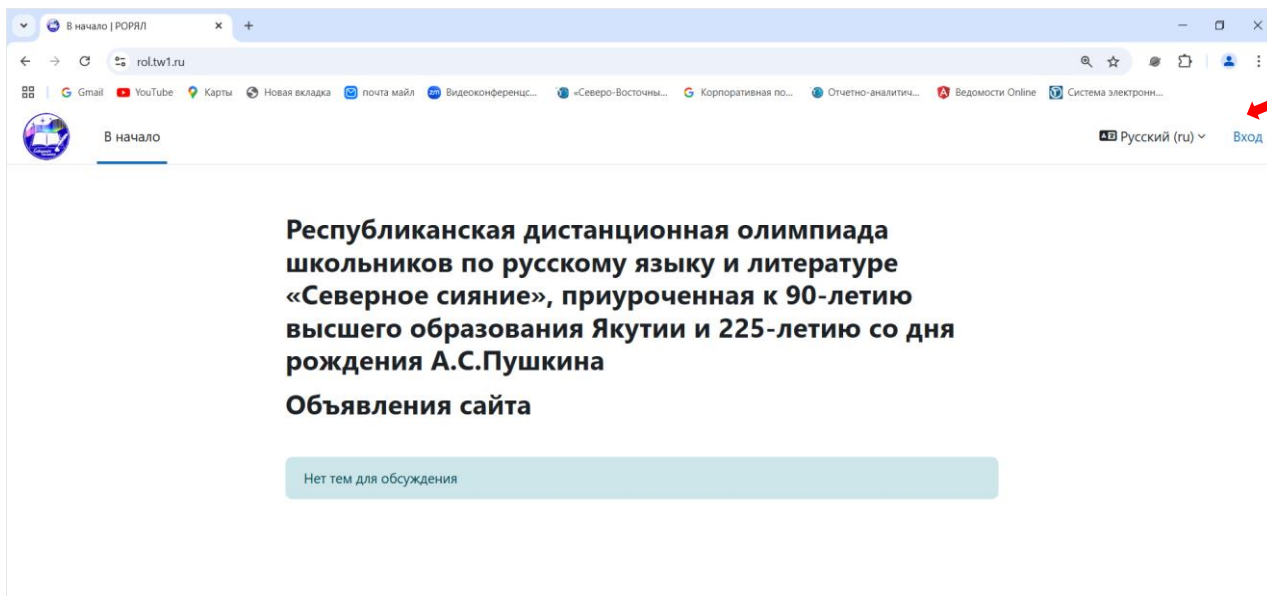 В начало | РОРЯЛ
rol.tw1.ru
Gmail YouTube Карты Новая вкладка почта майл Видеоконференцс... «Северо-Восточны... Корпоративная по... Отчетно-аналитич... Ведомости Online Система электронн...
В начало Русский (ru) Вход
Республиканская дистанционная олимпиада
школьников по русскому языку и литературе
«Северное сияние», приуроченная к 90-летию
высшего образования Якутии и 225-летию со дня
рождения А.С.Пушкина
Объявления сайта
Нет тем для обсуждения